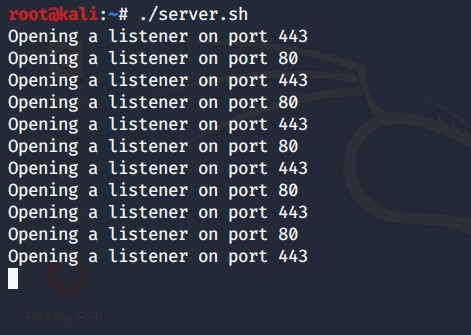 root@kali:~# ./server.sh
Opening a listener on port 443
Opening a listener on port 80
Opening a listener on port 443
Opening a listener on port 80
Opening a listener on port 443
Opening a listener on port 80
Opening a listener on port 443
Opening a listener on port 80
Opening a listener on port 443
Opening a listener on port 80
Opening a listener on port 443
Firefox ESR